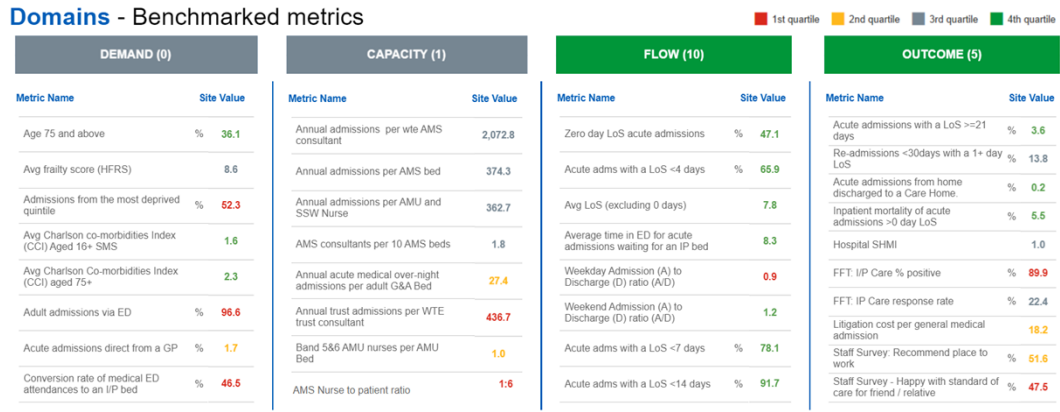 Domains - Benchmarked metrics
1st quartile
2nd quartile
3rd quartile
4th quartile
DEMAND (0)
Metric Name Site Value
Age 75 and above % 36.1
Avg frailty score (HFRS) 8.6
Admissions from the most deprived
quintile % 52.3
Avg Charlson co-morbidities Index
(CCI) Aged 16+ SMS 1.6
Avg Charlson Co-morbidities Index
(CCI) aged 75+ 2.3
Adult admissions via ED % 96.6
Acute admissions direct from a GP % 1.7
Conversion rate of medical ED
attendances to an I/P bed % 46.5
CAPACITY (1)
Metric Name Site Value
Annual admissions per wte AMS
consultant 2,072.8
Annual admissions per AMS bed 374.3
Annual admissions per AMU and
SSW Nurse 362.7
AMS consultants per 10 AMS beds 1.8
Annual acute medical over-night
admissions per adult G&A Bed 27.4
Annual trust admissions per WTE
trust consultant 436.7
Band 5&6 AMU nurses per AMU
Bed 1.0
AMS Nurse to patient ratio 1:6
FLOW (10)
Metric Name Site Value
Zero day LoS acute admissions % 47.1
Acute adms with a LoS <4 days % 65.9
Avg LoS (excluding 0 days) 7.8
Average time in ED for acute
admissions waiting for an IP bed 8.3
Weekday Admission (A) to
Discharge (D) ratio (A/D) 0.9
Weekend Admission (A) to
Discharge (D) ratio (A/D) 1.2
Acute adms with a LoS <7 days % 78.1
Acute adms with a LoS <14 days % 91.7
OUTCOME (5)
Metric Name Site Value
Acute admissions with a LoS >=21
days % 3.6
Re-admissions <30days with a 1+ day
LoS % 13.8
Acute admissions from home
discharged to a Care Home. % 0.2
Inpatient mortality of acute
admissions >0 day LoS % 5.5
Hospital SHMI 1.0
FFT: I/P Care % positive % 89.9
FFT: IP Care response rate % 22.4
Litigation cost per general medical
admission 18.2
Staff Survey: Recommend place to
work % 51.6
Staff Survey - Happy with standard of
care for friend / relative % 47.5